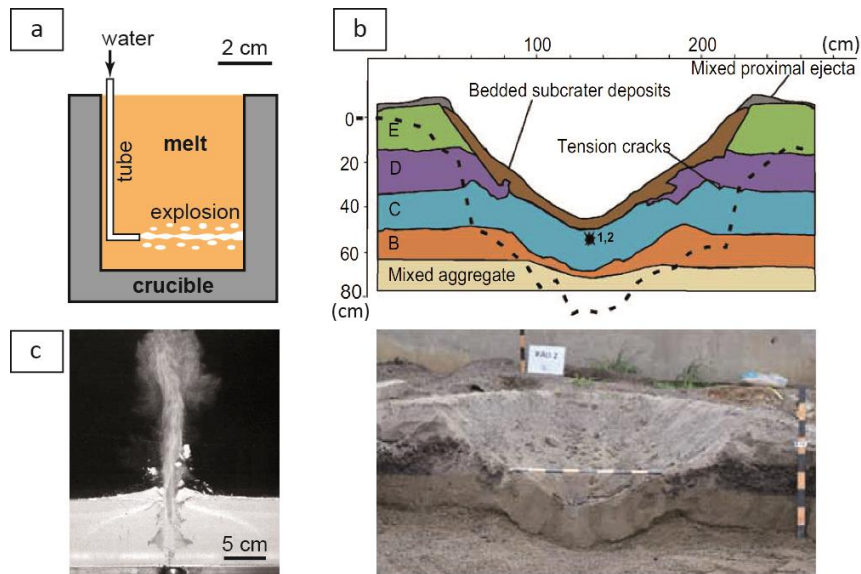 a
water
2 cm
melt
tube
explosion
crucible
b
100
200
(cm)
Mixed proximal ejecta
Bedded subcrater deposits
Tension cracks
0
20
40
60
80
(cm)
E
D
C
B
1,2
Mixed aggregate
c
5 cm